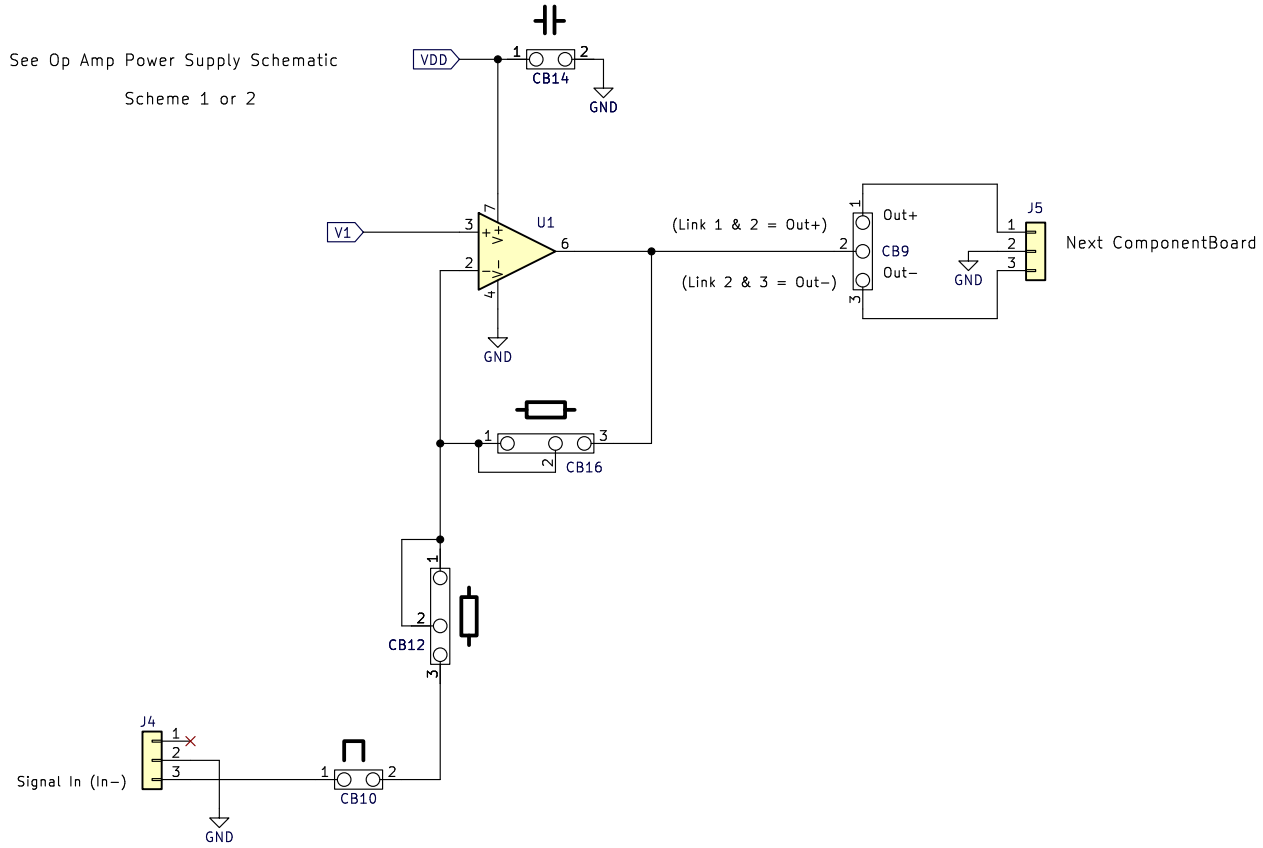 See Op Amp Power Supply Schematic
Scheme 1 or 2
VDD
1
2
CB14
GND
V1
3
2
7
4
+
V+
−
V−
U1
6
GND
(Link 1 & 2 = Out+)
(Link 2 & 3 = Out−)
1
2
3
Out+
CB9
Out−
GND
J5
1
2
3
Next ComponentBoard
1
2
3
CB16
1
2
3
CB12
J4
1
2
3
Signal In (In−)
GND
1
2
CB10